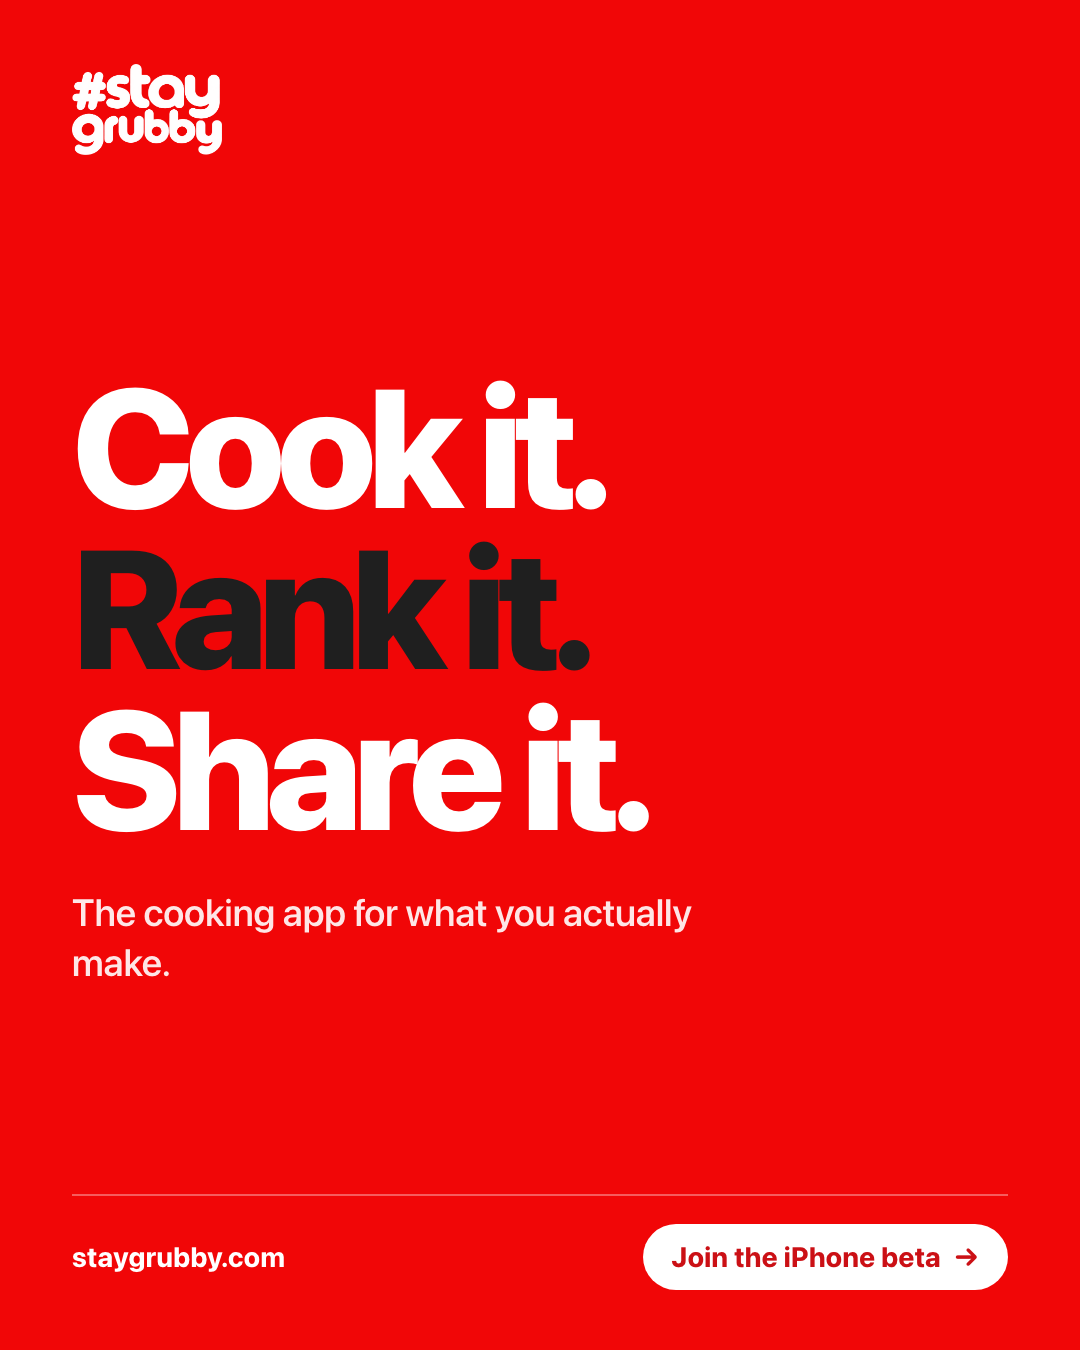 #stay
grubby
Cook it.
Rank it.
Share it.
The cooking app for what you actually
make.
staygrubby.com
Join the iPhone beta →